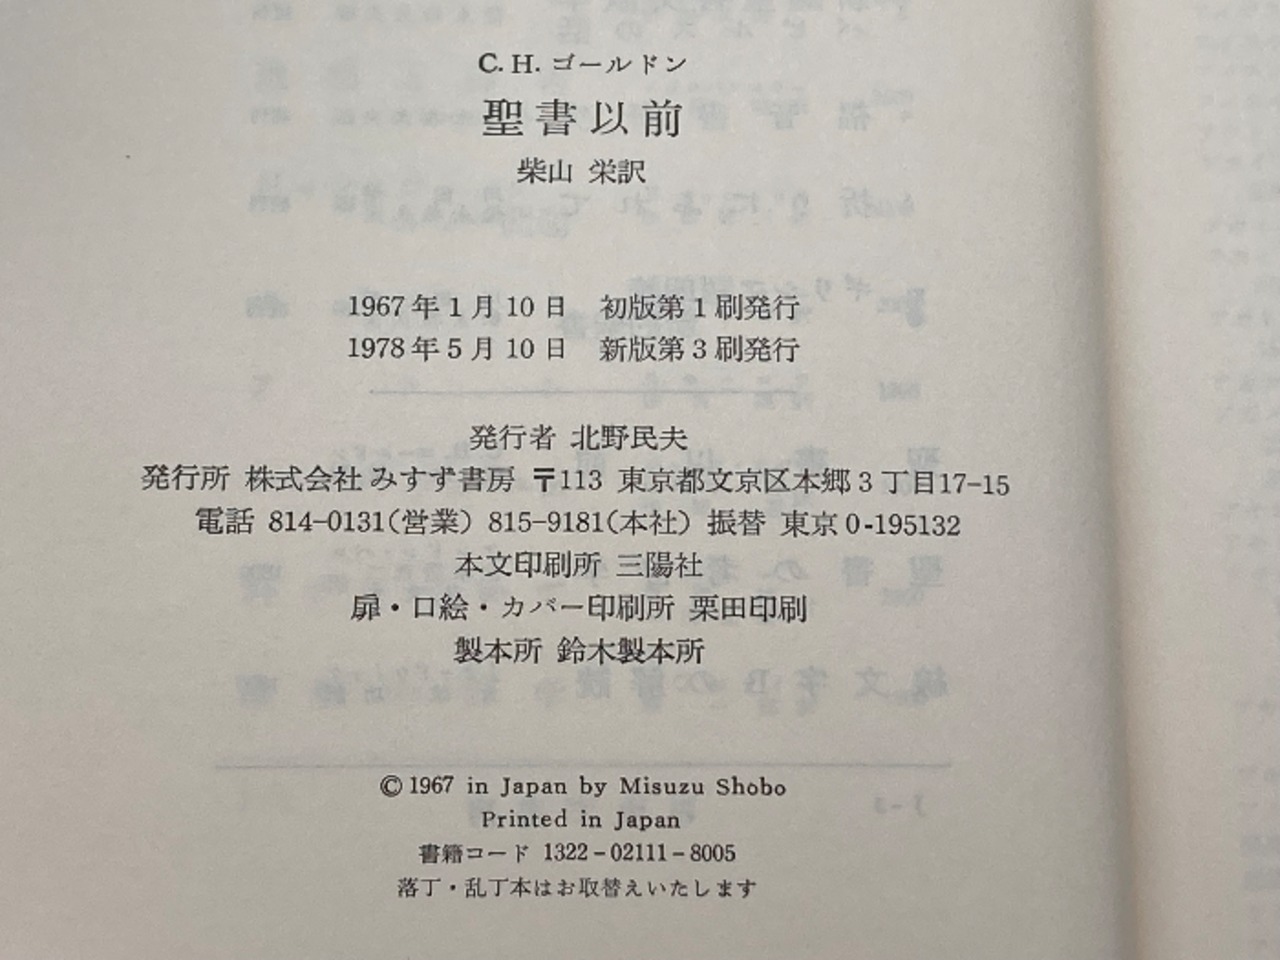 C. H. ゴールドン
聖書以前
柴山 栄訳
1967年1月10日 初版第1刷発行
1978年5月10日 新版第3刷発行
発行者 北野民夫
発行所 株式会社 みすず書房 〒113 東京都文京区本郷3丁目17-15
電話 814-0131(営業) 815-9181(本社) 振替 東京0-195132
本文印刷所 三陽社
扉・口絵・カバー印刷所 栗田印刷
製本所 鈴木製本所
© 1967 in Japan by Misuzu Shobo
Printed in Japan
書籍コード 1322-02111-8005
落丁・乱丁本はお取替えいたします